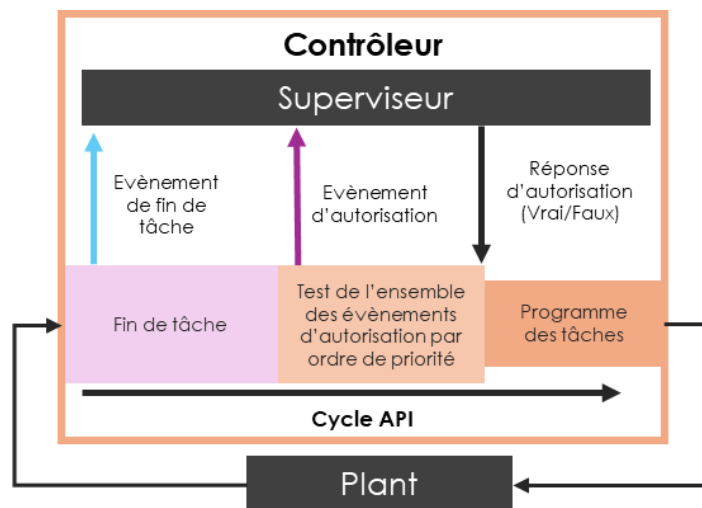 Contrôleur
Superviseur
Evènement
de fin de
tâche
Evènement
d'autorisation
Réponse
d'autorisation
(Vrai/Faux)
Fin de tâche
Test de l'ensemble
des évènements
d'autorisation par
ordre de priorité
Programme
des tâches
Cycle API
Plant